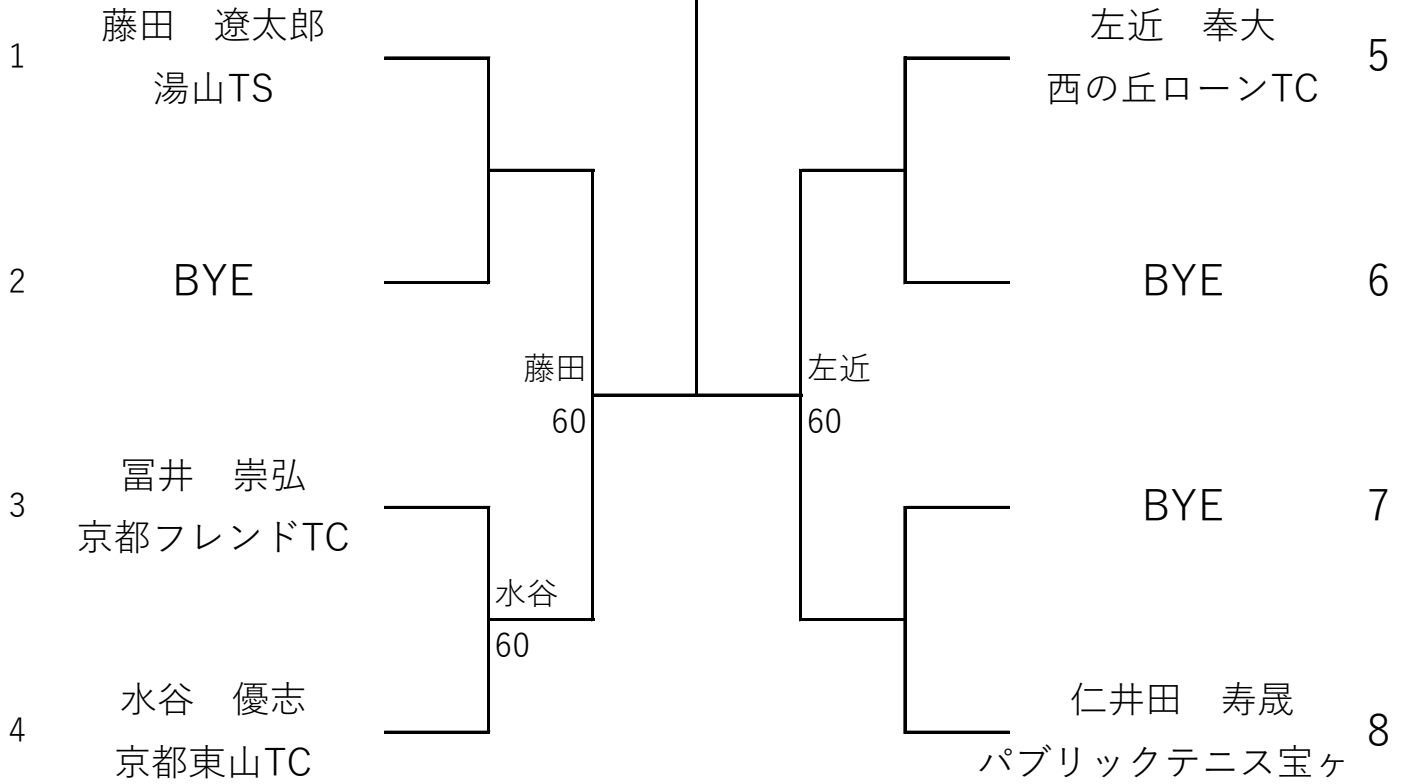 1
藤田　遼太郎
湯山TS
2
BYE
藤田
60
3
冨井　崇弘
京都フレンドTC
水谷
60
4
水谷　優志
京都東山TC
左近　奉大
西の丘ローンTC
5
BYE
6
左近
60
BYE
7
仁井田　寿晟
パブリックテニス宝ヶ
8